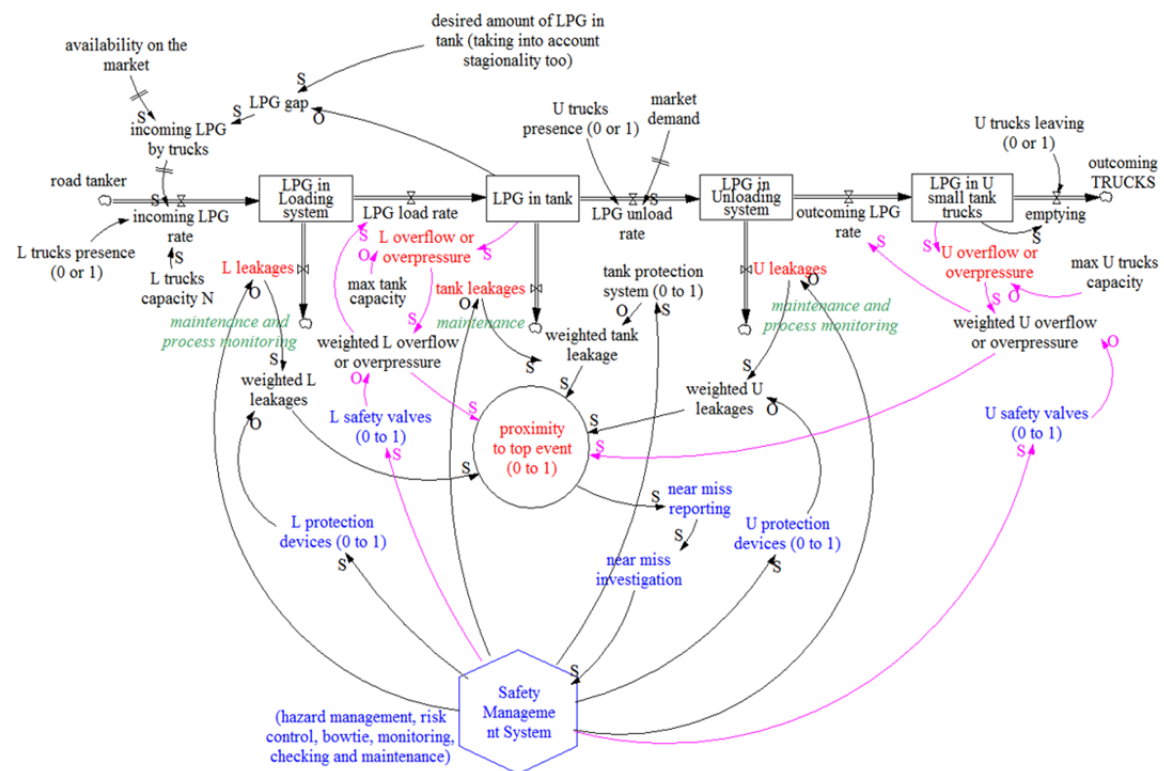 desired amount of LPG in
tank (taking into account
stagionality too)
availability on the
market
S
LPG gap
S
O
S
incoming LPG
by trucks
U trucks
presence (0 or 1)
market
demand
U trucks leaving
(0 or 1)
road tanker
S
incoming LPG
rate
LPG in
Loading
system
LPG load rate
LPG in tank
S
LPG unload
rate
LPG in
Unloading
system
outcoming LPG
rate
LPG in U
small tank
trucks
emptying
S
outcoming
TRUCKS
L trucks presence
(0 or 1)
S
L trucks
capacity N
L leakages
O
S
L overflow or
overpressure
S
O
max tank
capacity
tank leakages
O
tank protection
system (0 to 1)
S
O
U leakages
O
S
S
U overflow or
overpressure
S
O
max U trucks
capacity
maintenance and
process monitoring
maintenance
maintenance and
process monitoring
S
weighted L overflow
or overpressure
O
weighted tank
leakage
S
S
weighted U overflow
or overpressure
O
S
weighted L
leakages
O
S
weighted U
leakages
O
L safety valves
(0 to 1)
S
S
proximity
to top event
(0 to 1)
S
S
S
U safety valves
(0 to 1)
S
L protection
devices (0 to 1)
S
S
near miss
reporting
S
near miss
investigation
U protection
devices (0 to 1)
S
S
Safety
Manageme
nt System
(hazard management, risk
control, bowtie, monitoring,
checking and maintenance)